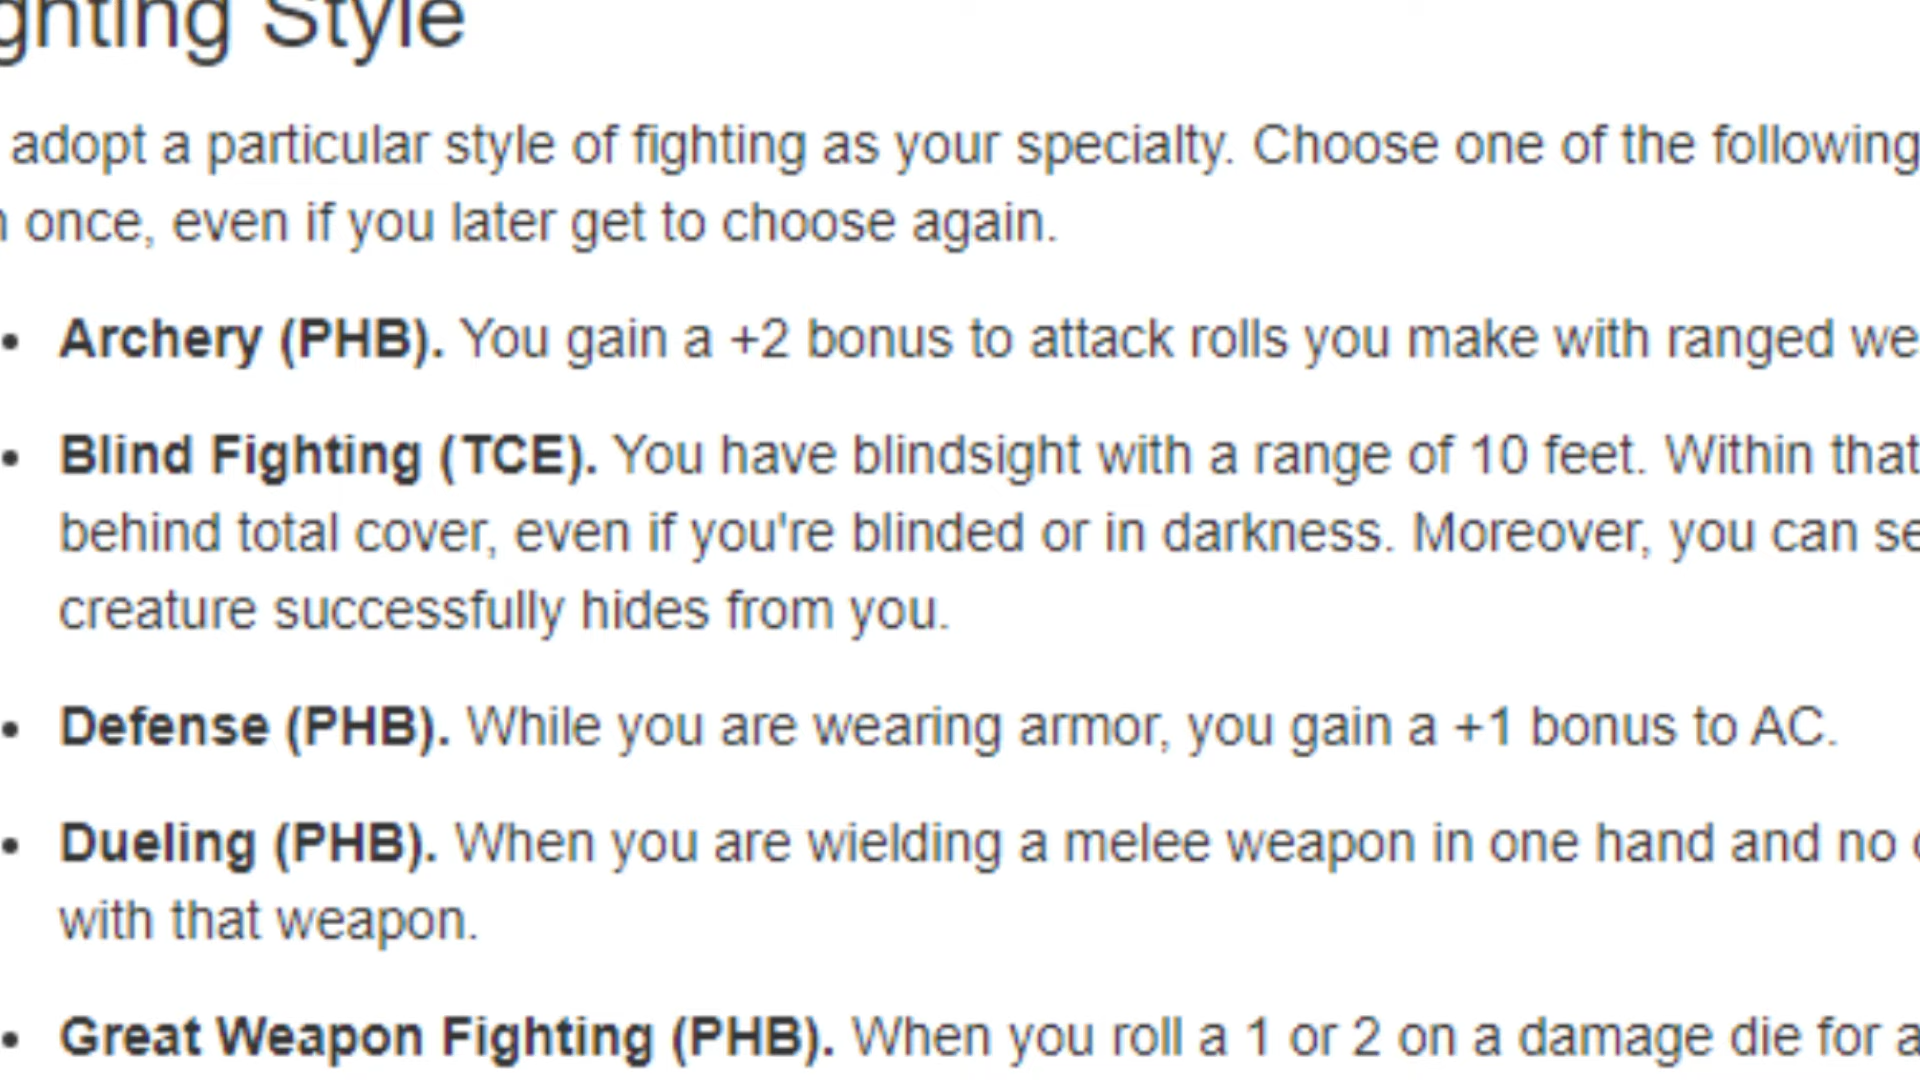 ghting Style
adopt a particular style of fighting as your specialty. Choose one of the following
once, even if you later get to choose again.
• Archery (PHB). You gain a +2 bonus to attack rolls you make with ranged we
• Blind Fighting (TCE). You have blindsight with a range of 10 feet. Within that
behind total cover, even if you're blinded or in darkness. Moreover, you can se
creature successfully hides from you.
• Defense (PHB). While you are wearing armor, you gain a +1 bonus to AC.
• Dueling (PHB). When you are wielding a melee weapon in one hand and no
with that weapon.
• Great Weapon Fighting (PHB). When you roll a 1 or 2 on a damage die for a